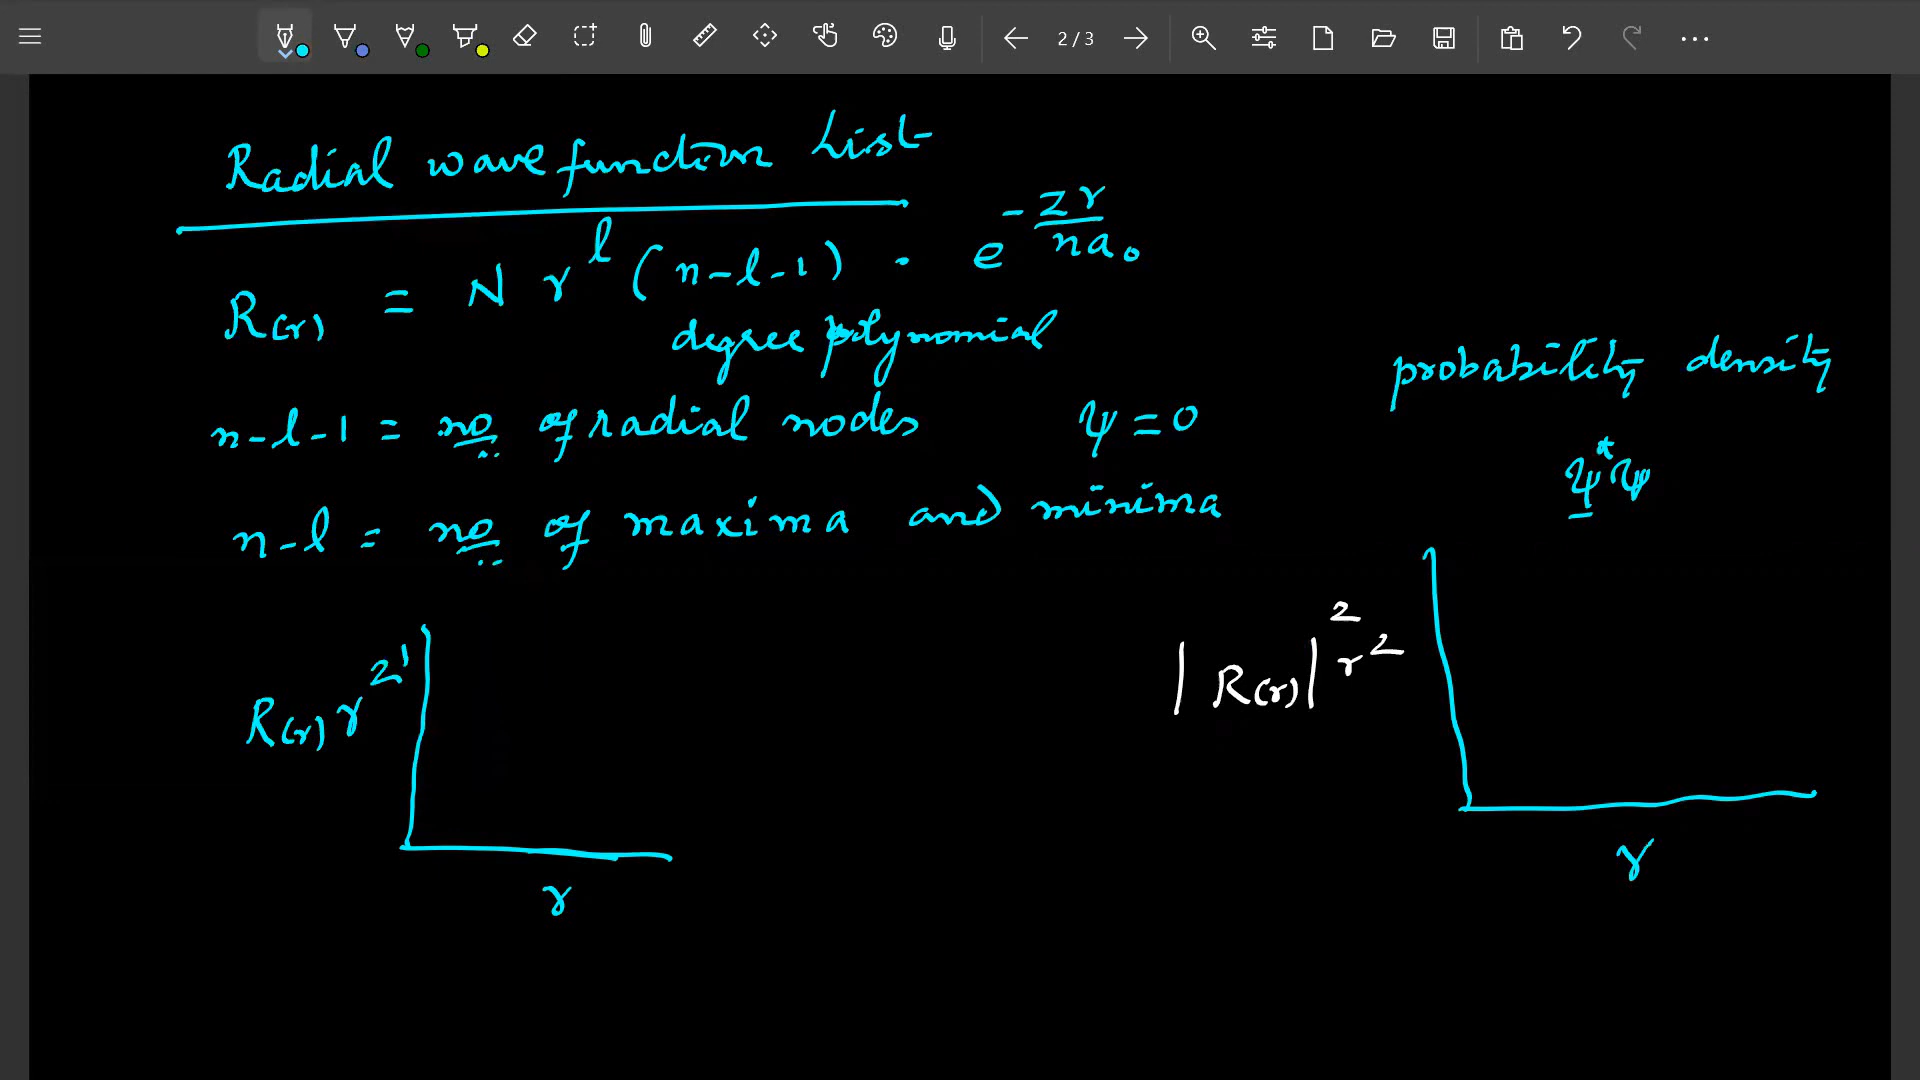 2 / 3
Radial wave function List
R(r) = N r^l (n-l-1) . e^{-Zr/na₀}
degree polynomial
probability density
n-l-1 = no of radial nodes ψ = 0
ψ*ψ
n-l = no of maxima and minima
|R(r)|² r²
R(r) r²
r
r